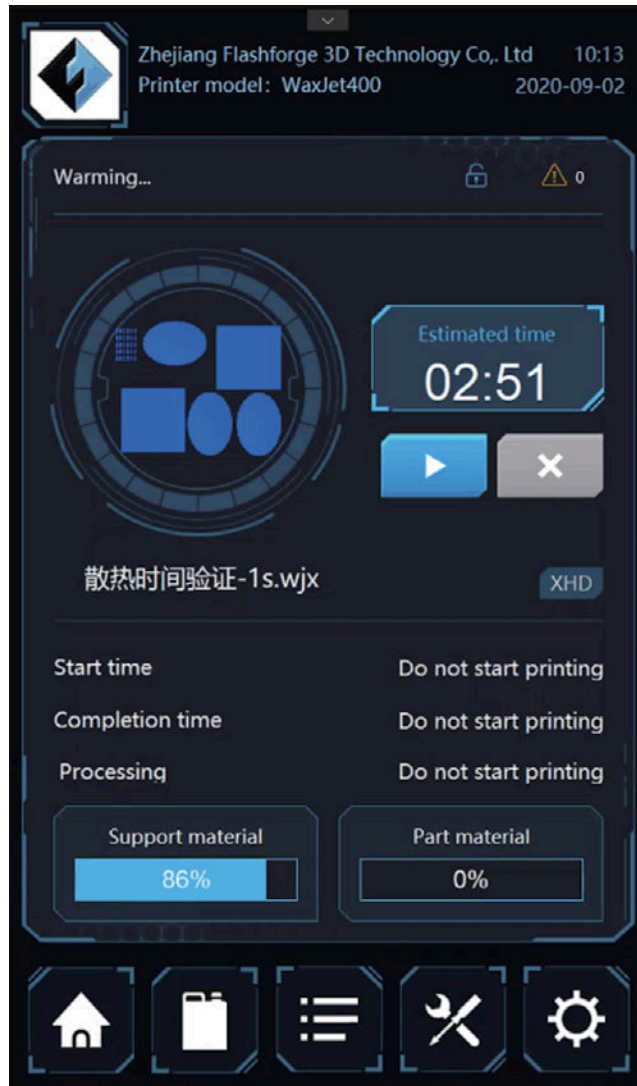 Zhejiang Flashforge 3D Technology Co,. Ltd 10:13
Printer model: WaxJet400 2020-09-02
Warming... 0
Estimated time
02:51
散热时间验证-1s.wjx XHD
Start time Do not start printing
Completion time Do not start printing
Processing Do not start printing
Support material Part material
86% 0%